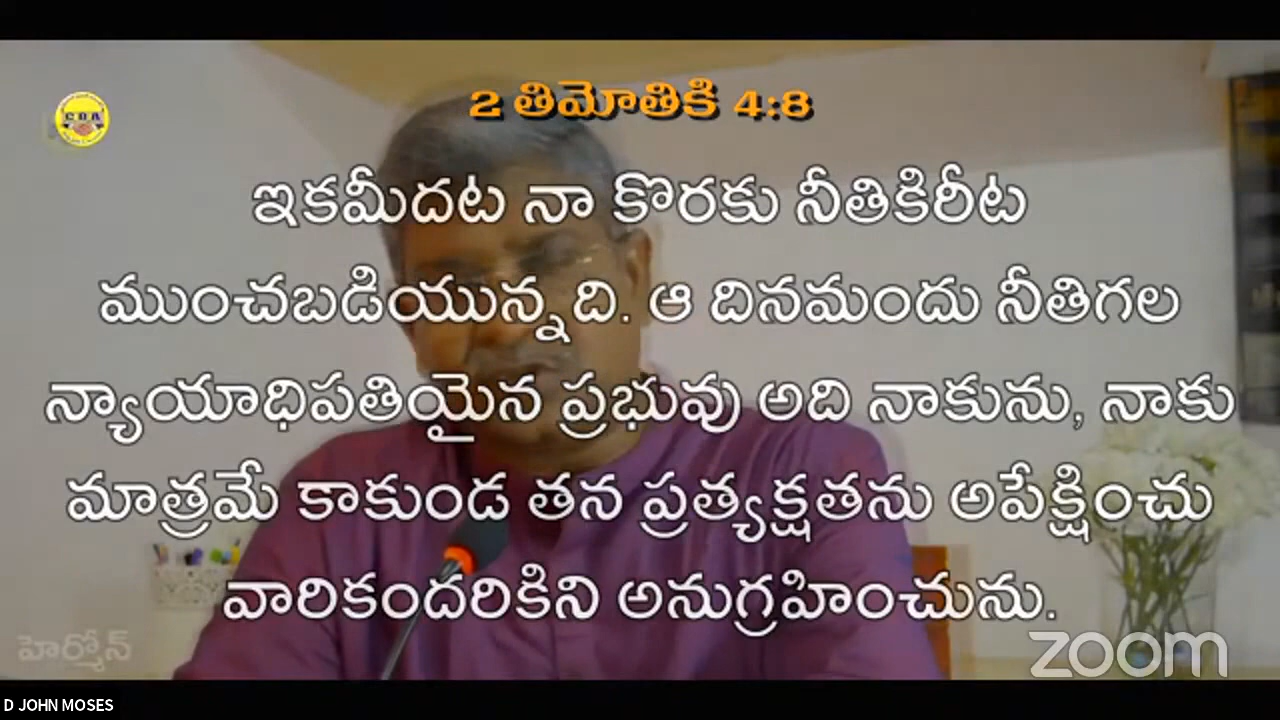 CBA
2 తిమోతికి 4:8
ఇకమీదట నా కొరకు నీతికిరీట
ముంచబడియున్నది. ఆ దినమందు నీతిగల
న్యాయాధిపతియైన ప్రభువు అది నాకును, నాకు
మాత్రమే కాకుండ తన ప్రత్యక్షతను అపేక్షించు
వారికందరికిని అనుగ్రహించును.
హెర్మోన్
zoom
D JOHN MOSES